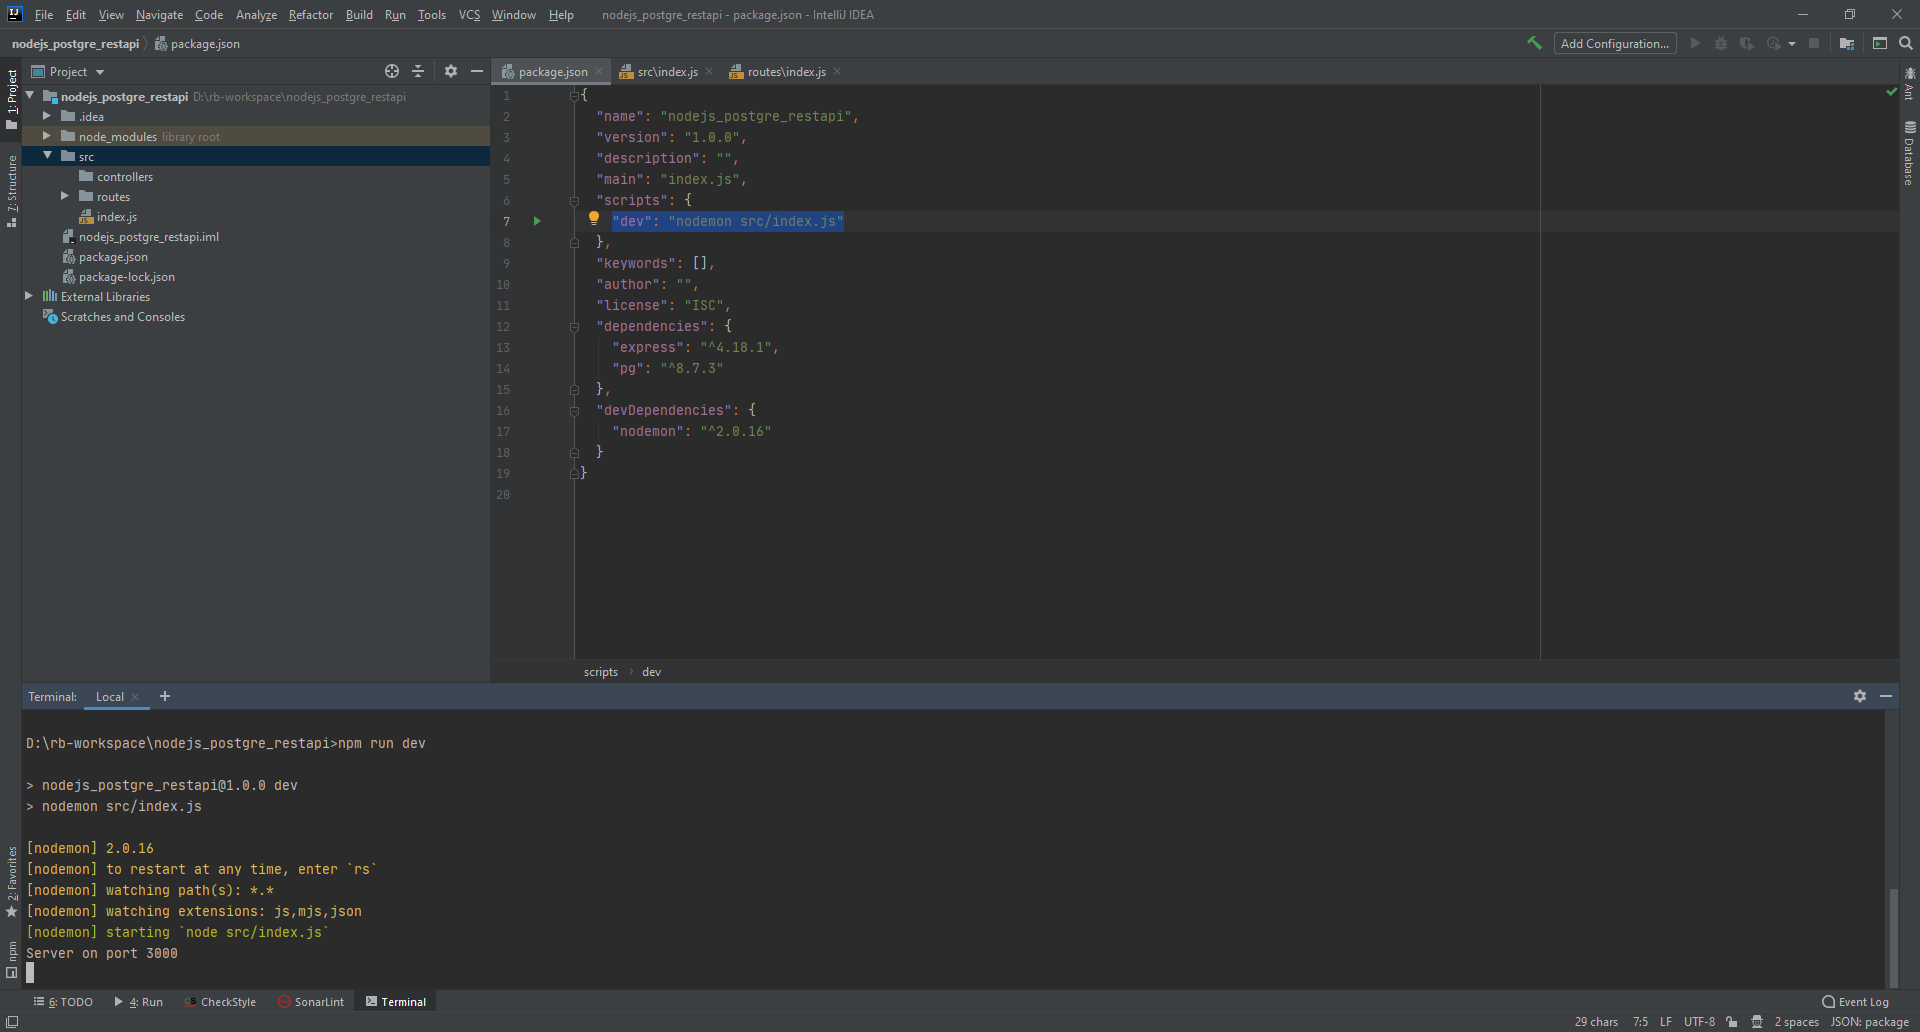 File Edit View Navigate Code Analyze Refactor Build Run Tools VCS Window Help nodejs_postgre_restapi - package.json - IntelliJ IDEA
nodejs_postgre_restapi package.json Add Configuration...
Project
package.json src\index.js routes\index.js
nodejs_postgre_restapi D:\rb-workspace\nodejs_postgre_restapi
.idea
node_modules library root
src
controllers
routes
index.js
nodejs_postgre_restapi.iml
package.json
package-lock.json
External Libraries
Scratches and Consoles
1: Project
7: Structure
2: Favorites
npm
1 {
2 "name": "nodejs_postgre_restapi",
3 "version": "1.0.0",
4 "description": "",
5 "main": "index.js",
6 "scripts": {
7 "dev": "nodemon src/index.js"
8 },
9 "keywords": [],
10 "author": "",
11 "license": "ISC",
12 "dependencies": {
13 "express": "^4.18.1",
14 "pg": "^8.7.3"
15 },
16 "devDependencies": {
17 "nodemon": "^2.0.16"
18 }
19 }
20
Ant
Database
scripts dev
Terminal: Local
D:\rb-workspace\nodejs_postgre_restapi>npm run dev
> nodejs_postgre_restapi@1.0.0 dev
> nodemon src/index.js
[nodemon] 2.0.16
[nodemon] to restart at any time, enter `rs`
[nodemon] watching path(s): *.*
[nodemon] watching extensions: js,mjs,json
[nodemon] starting `node src/index.js`
Server on port 3000
6: TODO 4: Run CheckStyle SonarLint Terminal Event Log
29 chars 7:5 LF UTF-8 2 spaces JSON: package